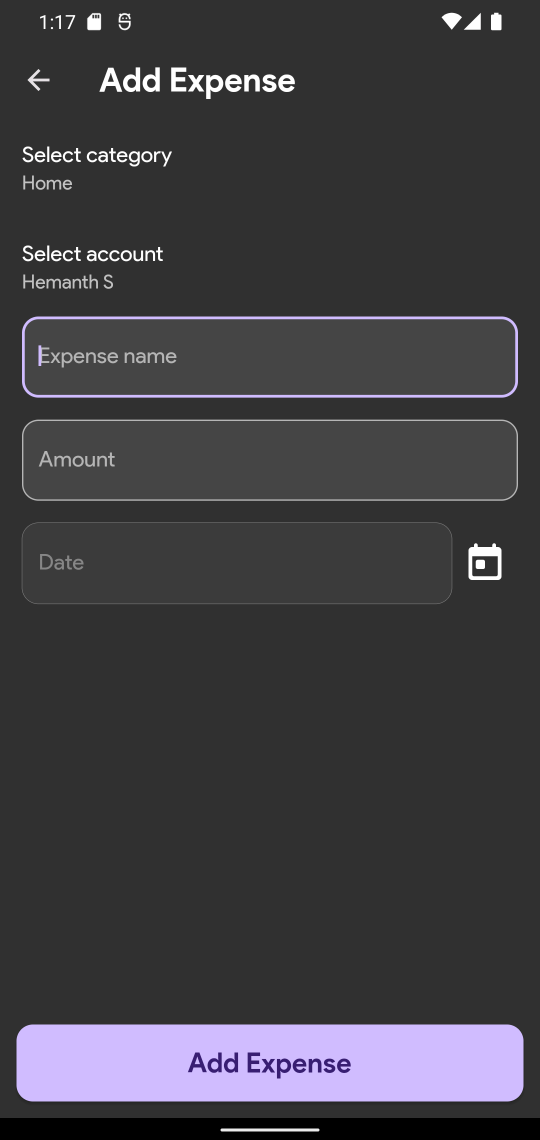 1:17
Add Expense
Select category
Home
Select account
Hemanth S
Expense name
Amount
Date
Add Expense